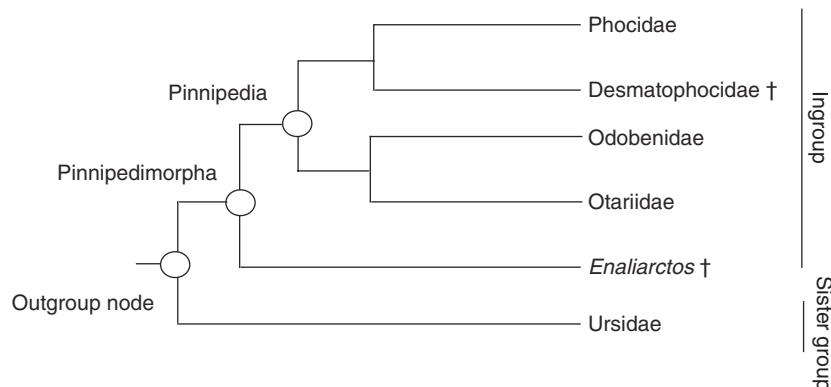 Phocidae
Pinnipedia
Desmatophocidae †
Odobenidae
Pinnipedimorpha
Otariidae
Enaliarctos †
Outgroup node
Ursidae
Ingroup
Sister group